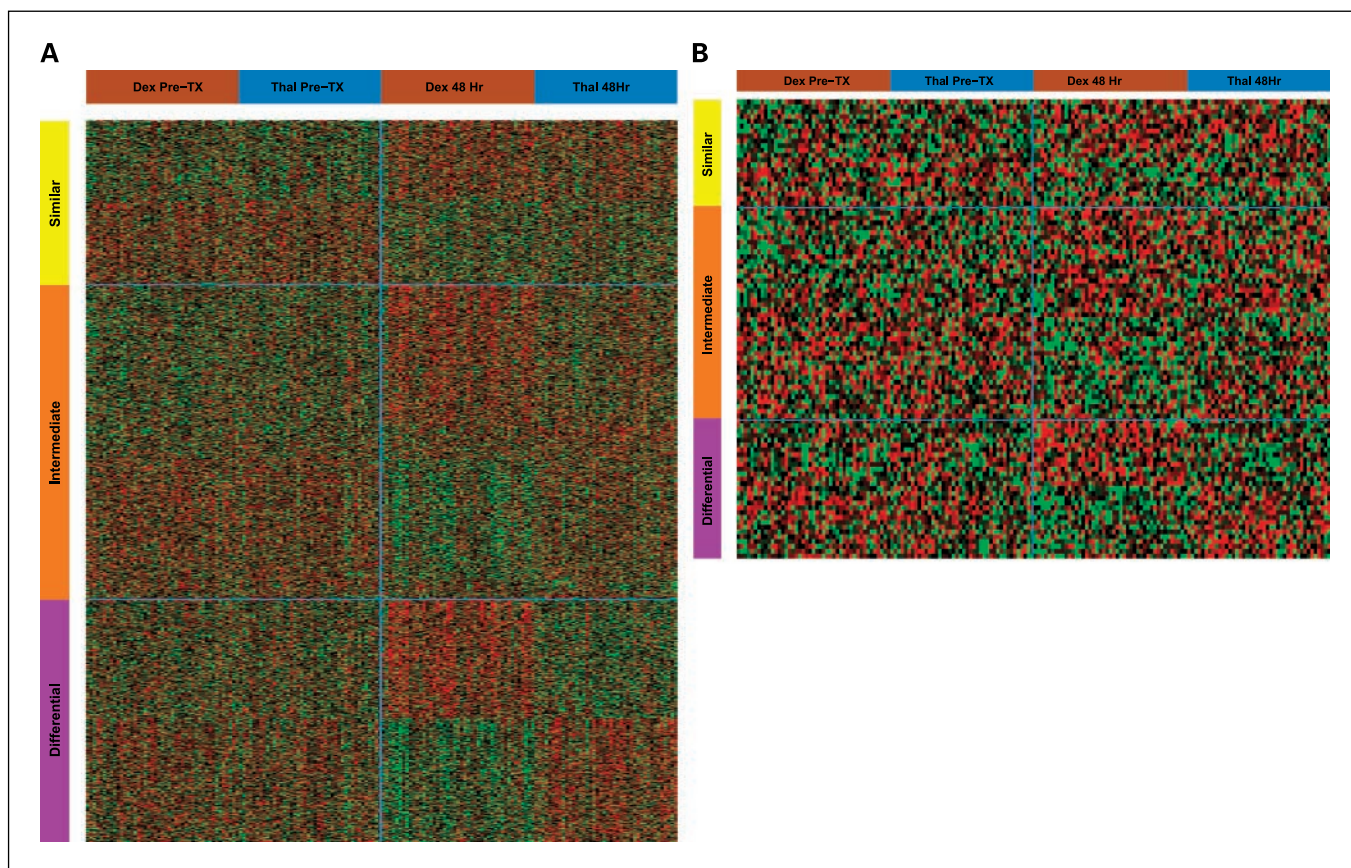 A
Dex Pre–TX
Thal Pre–TX
Dex 48 Hr
Thal 48Hr
Similar
Intermediate
Differential
B
Dex Pre–TX
Thal Pre–TX
Dex 48 Hr
Thal 48Hr
Similar
Intermediate
Differential